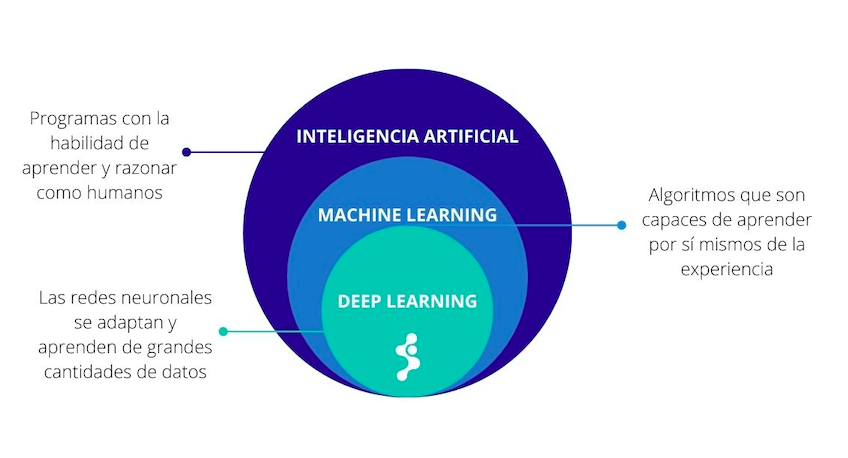 INTELIGENCIA ARTIFICIAL
Programas con la
habilidad de
aprender y razonar
como humanos
MACHINE LEARNING
Algoritmos que son
capaces de aprender
por sí mismos de la
experiencia
DEEP LEARNING
Las redes neuronales
se adaptan y
aprenden de grandes
cantidades de datos